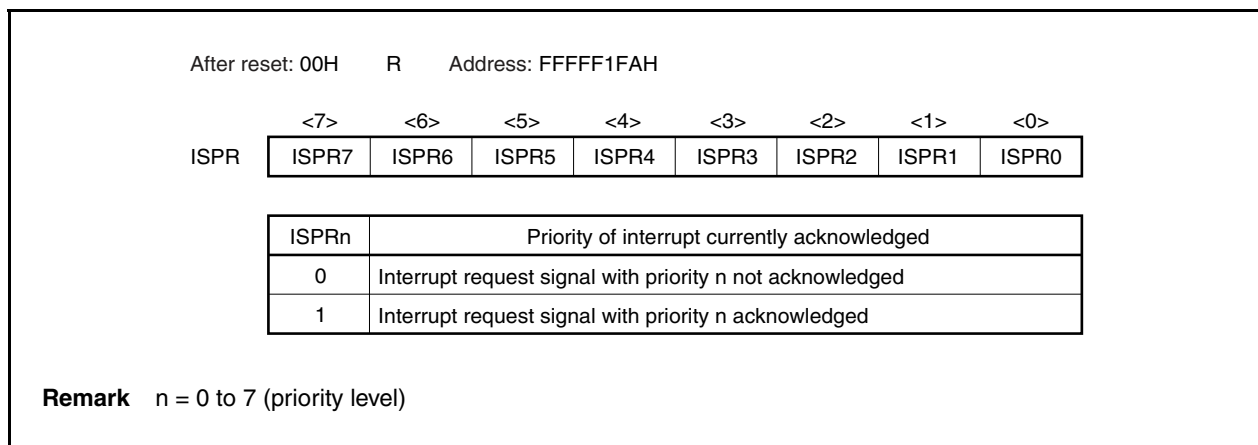 After reset: 00H R Address: FFFFF1FAH
<7> <6> <5> <4> <3> <2> <1> <0>
ISPR ISPR7 ISPR6 ISPR5 ISPR4 ISPR3 ISPR2 ISPR1 ISPR0
ISPRn Priority of interrupt currently acknowledged
0 Interrupt request signal with priority n not acknowledged
1 Interrupt request signal with priority n acknowledged
Remark n = 0 to 7 (priority level)